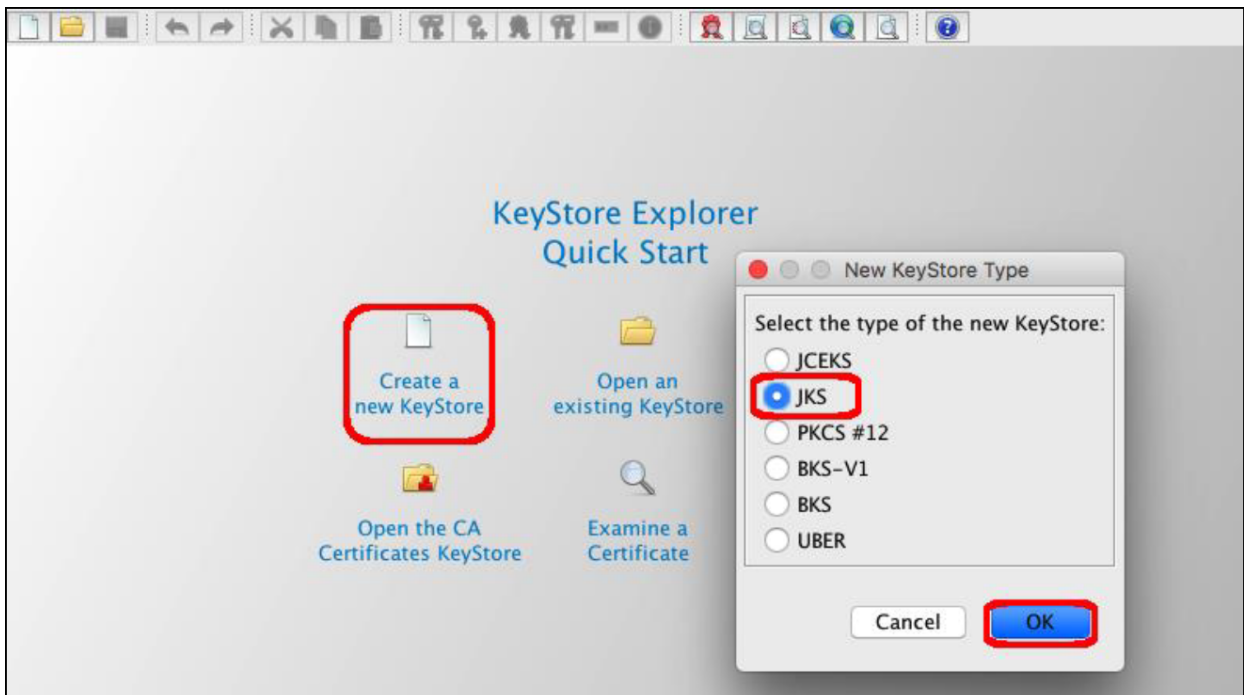 KeyStore Explorer
Quick Start
New KeyStore Type
Select the type of the new KeyStore:
JCEKS
JKS
PKCS #12
BKS-V1
BKS
UBER
Cancel
OK
Create a
new KeyStore
Open an
existing KeyStore
Open the CA
Certificates KeyStore
Examine a
Certificate